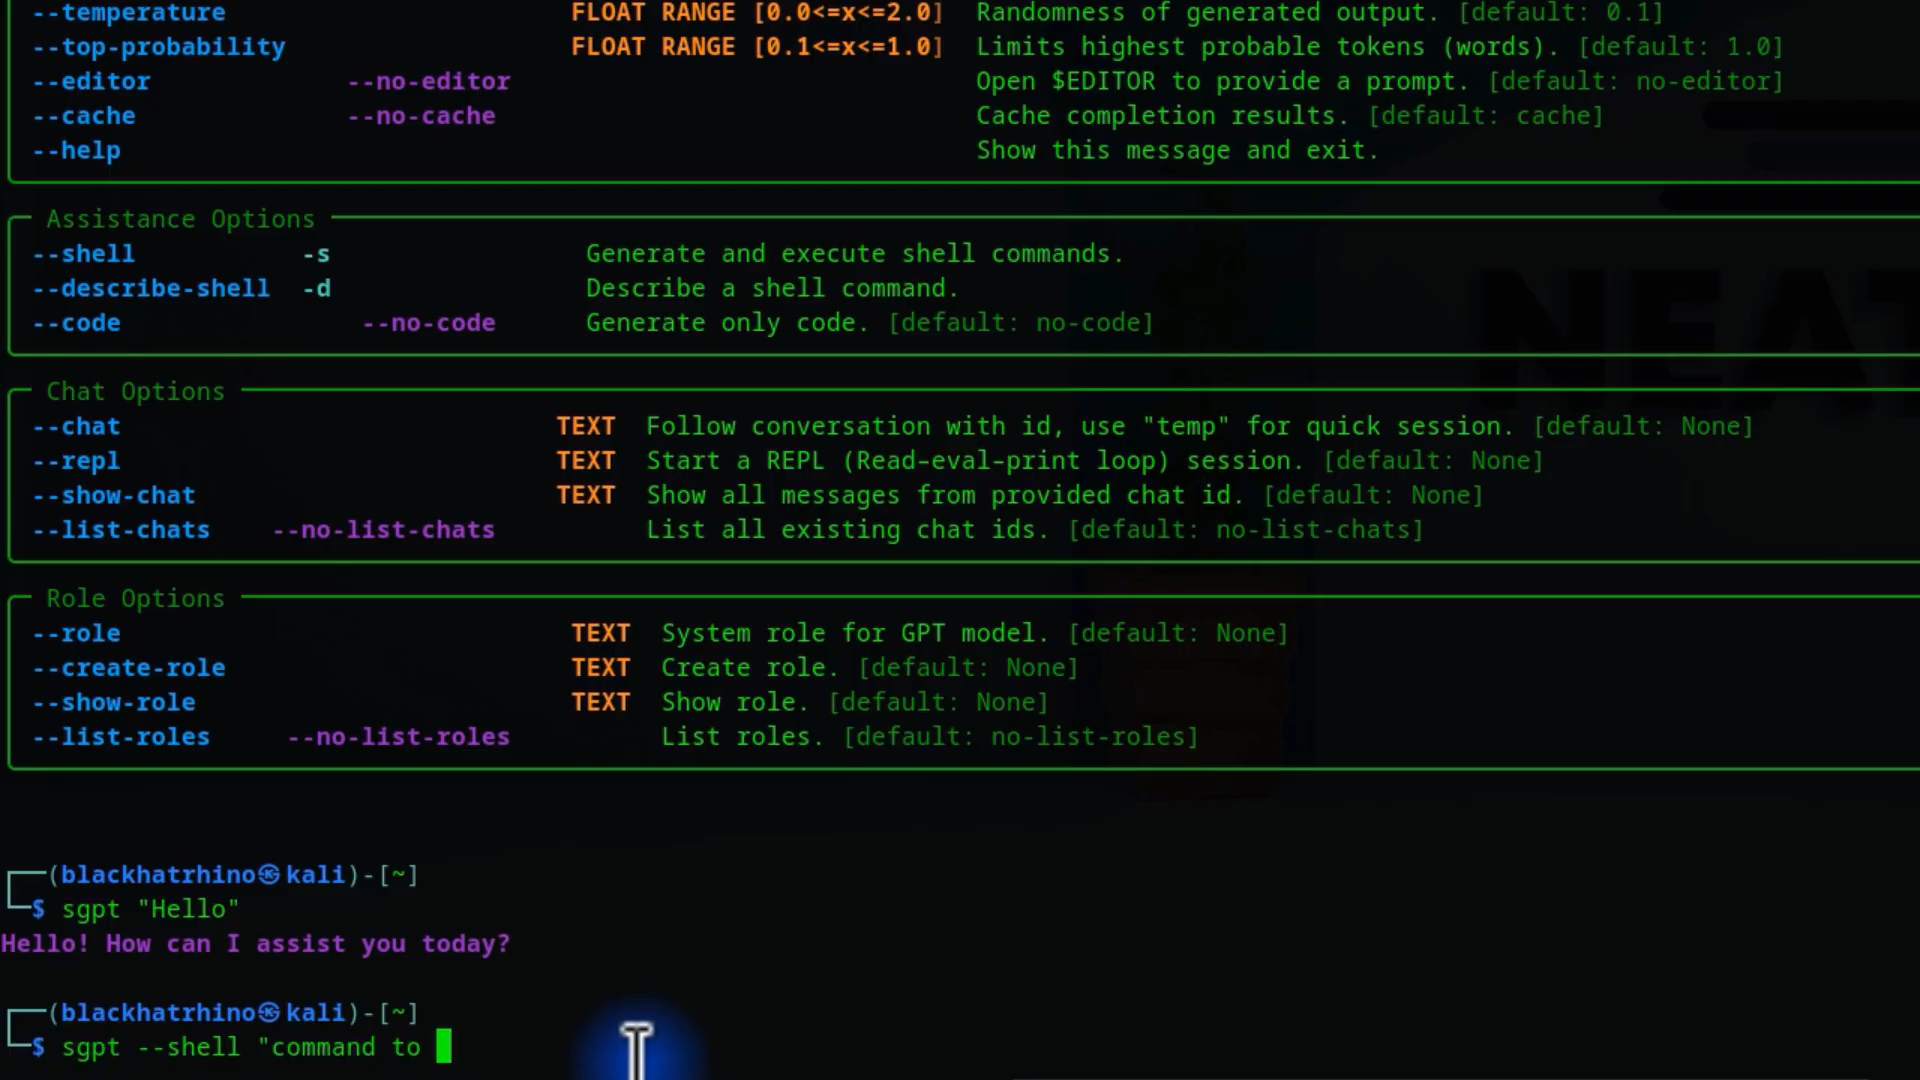 --temperature FLOAT RANGE [0.0<=x<=2.0] Randomness of generated output. [default: 0.1]
--top-probability FLOAT RANGE [0.1<=x<=1.0] Limits highest probable tokens (words). [default: 1.0]
--editor --no-editor Open $EDITOR to provide a prompt. [default: no-editor]
--cache --no-cache Cache completion results. [default: cache]
--help Show this message and exit.
Assistance Options
--shell -s Generate and execute shell commands.
--describe-shell -d Describe a shell command.
--code --no-code Generate only code. [default: no-code]
Chat Options
--chat TEXT Follow conversation with id, use "temp" for quick session. [default: None]
--repl TEXT Start a REPL (Read-eval-print loop) session. [default: None]
--show-chat TEXT Show all messages from provided chat id. [default: None]
--list-chats --no-list-chats List all existing chat ids. [default: no-list-chats]
Role Options
--role TEXT System role for GPT model. [default: None]
--create-role TEXT Create role. [default: None]
--show-role TEXT Show role. [default: None]
--list-roles --no-list-roles List roles. [default: no-list-roles]
(blackhatrhino㉿kali)-[~]
$ sgpt "Hello"
Hello! How can I assist you today?
(blackhatrhino㉿kali)-[~]
$ sgpt --shell "command to